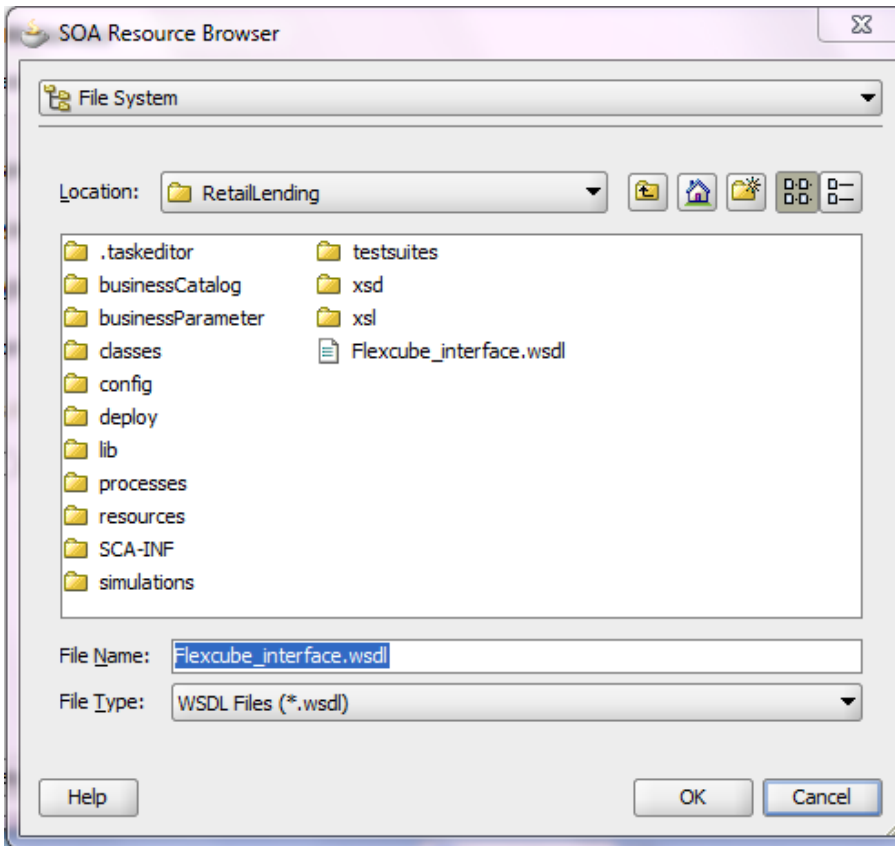 SOA Resource Browser
File System
Location: RetailLending
.taskeditor
businessCatalog
businessParameter
classes
config
deploy
lib
processes
resources
SCA-INF
simulations
testsuites
xsd
xsl
Flexcube_interface.wsdl
File Name: Flexcube_interface.wsdl
File Type: WSDL Files (*.wsdl)
Help OK Cancel